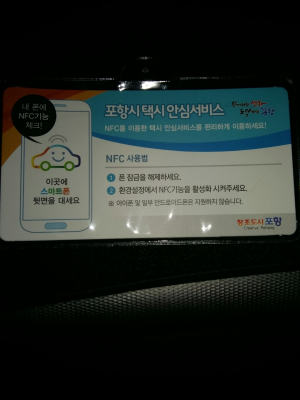 내 폰에
NFC기능
체크!
포항시 택시 안심서비스
NFC를 이용한 택시 안심서비스를 편리하게 이용하세요!
NFC 사용법
1 폰 잠금을 해제하세요.
2 환경설정에서 NFC기능을 활성화 시켜주세요.
※ 아이폰 및 일부 안드로이드폰은 지원하지 않습니다.
이곳에
스마트폰
뒷면을 대세요
창조도시 포항
Creative Pohang